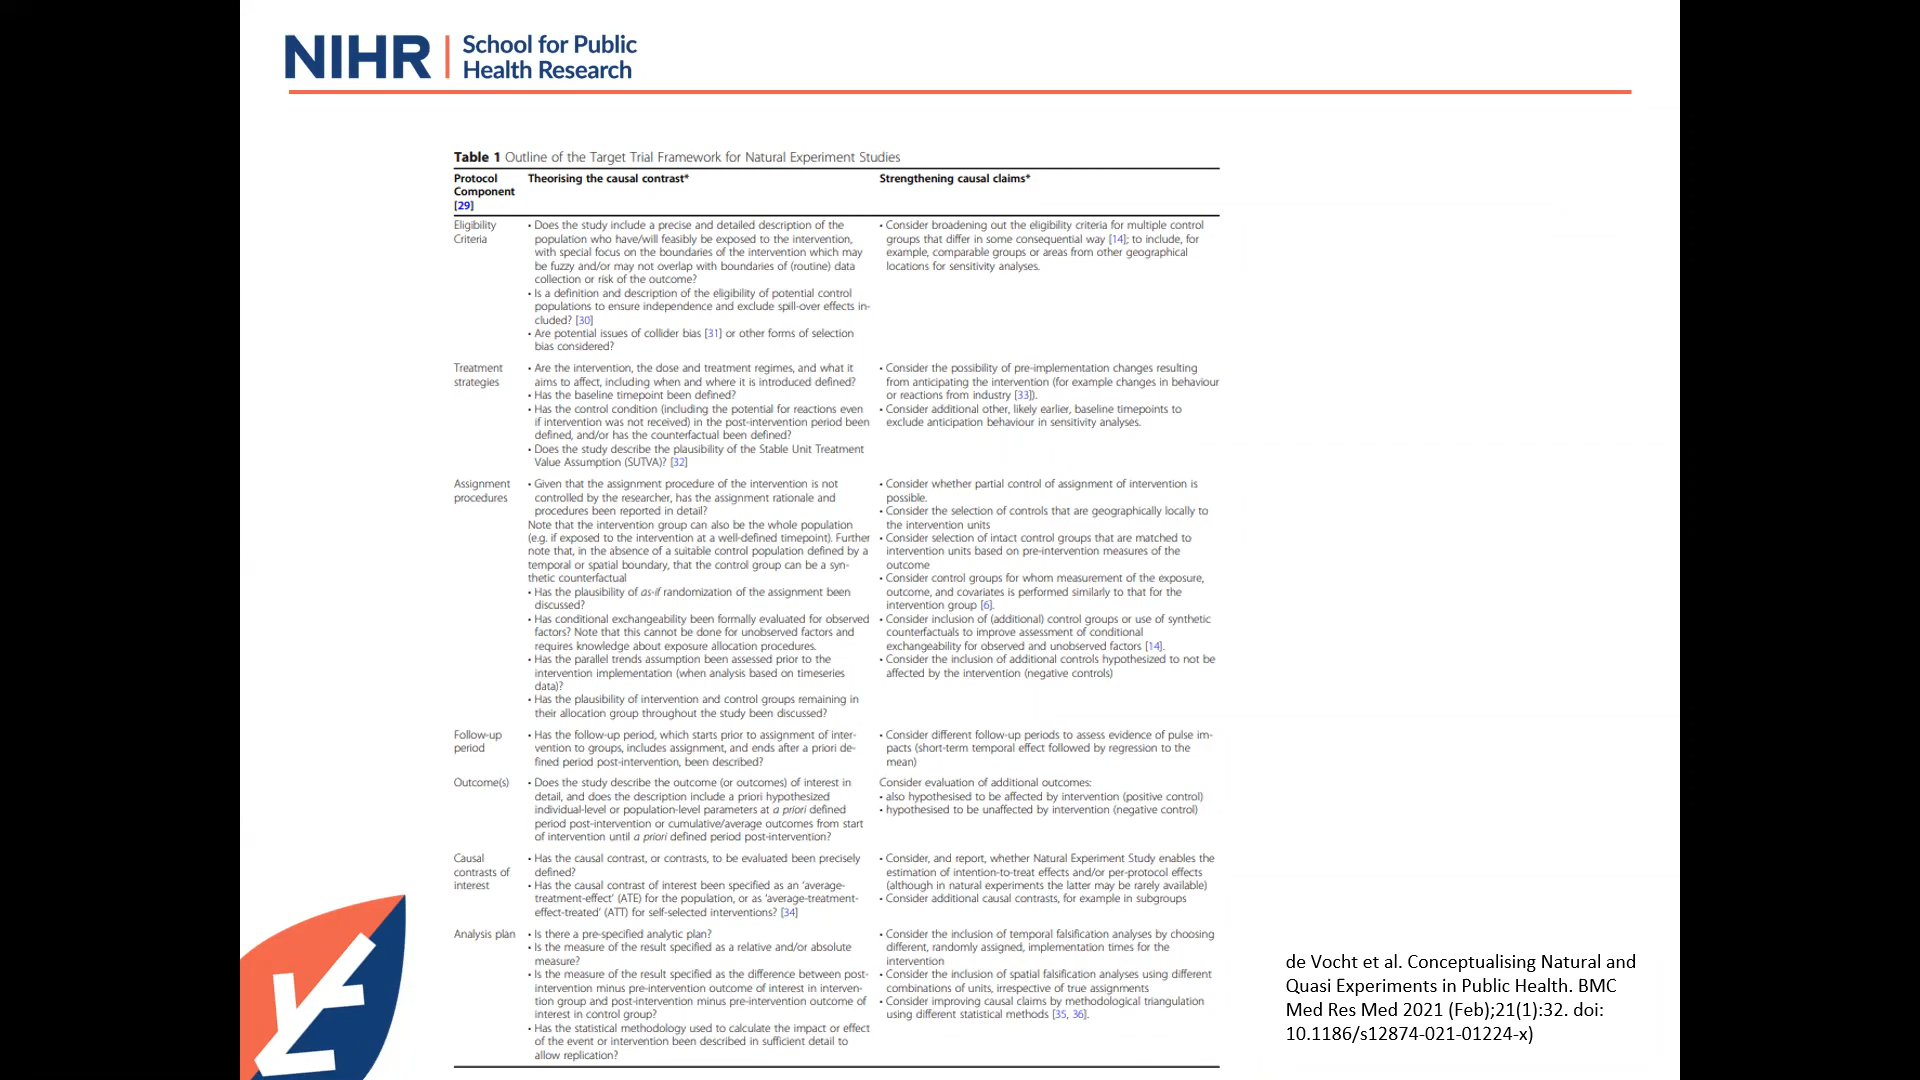 NIHR | School for Public
Health Research
Table 1 Outline of the Target Trial Framework for Natural Experiment Studies
Protocol
Component
[29]
Theorising the causal contrast*
Strengthening causal claims*
Eligibility
Criteria
• Does the study include a precise and detailed description of the
population who have/will feasibly be exposed to the intervention,
with special focus on the boundaries of the intervention which may
be fuzzy and/or may not overlap with boundaries of (routine) data
collection or risk of the outcome?
• Is a definition and description of the eligibility of potential control
populations to ensure independence and exclude spill-over effects in-
cluded? [30]
• Are potential issues of collider bias [31] or other forms of selection
bias considered?
• Consider broadening out the eligibility criteria for multiple control
groups that differ in some consequential way [14]; to include, for
example, comparable groups or areas from other geographical
locations for sensitivity analyses.
Treatment
strategies
• Are the intervention, the dose and treatment regimes, and what it
aims to affect, including when and where it is introduced defined?
• Has the baseline timepoint been defined?
• Has the control condition (including the potential for reactions even
if intervention was not received) in the post-intervention period been
defined, and/or has the counterfactual been defined?
• Does the study describe the plausibility of the Stable Unit Treatment
Value Assumption (SUTVA)? [32]
• Consider the possibility of pre-implementation changes resulting
from anticipating the intervention (for example changes in behaviour
or reactions from industry [33]).
• Consider additional other, likely earlier, baseline timepoints to
exclude anticipation behaviour in sensitivity analyses.
Assignment
procedures
• Given that the assignment procedure of the intervention is not
controlled by the researcher, has the assignment rationale and
procedures been reported in detail?
Note that the intervention group can also be the whole population
(e.g. if exposed to the intervention at a well-defined timepoint). Further
note that, in the absence of a suitable control population defined by a
temporal or spatial boundary, that the control group can be a syn-
thetic counterfactual
• Has the plausibility of as-if randomization of the assignment been
discussed?
• Has conditional exchangeability been formally evaluated for observed
factors? Note that this cannot be done for unobserved factors and
requires knowledge about exposure allocation procedures.
• Has the parallel trends assumption been assessed prior to the
intervention implementation (when analysis based on timeseries
data)?
• Has the plausibility of intervention and control groups remaining in
their allocation group throughout the study been discussed?
• Consider whether partial control of assignment of intervention is
possible.
• Consider the selection of controls that are geographically locally to
the intervention units
• Consider selection of intact control groups that are matched to
intervention units based on pre-intervention measures of the
outcome
• Consider control groups for whom measurement of the exposure,
outcome, and covariates is performed similarly to that for the
intervention group [6].
• Consider inclusion of (additional) control groups or use of synthetic
counterfactuals to improve assessment of conditional
exchangeability for observed and unobserved factors [14].
• Consider the inclusion of additional controls hypothesized to not be
affected by the intervention (negative controls)
Follow-up
period
• Has the follow-up period, which starts prior to assignment of inter-
vention to groups, includes assignment, and ends after a priori de-
fined period post-intervention, been described?
• Consider different follow-up periods to assess evidence of pulse im-
pacts (short-term temporal effect followed by regression to the
mean)
Outcome(s)
• Does the study describe the outcome (or outcomes) of interest in
detail, and does the description include a priori hypothesized
individual-level or population-level parameters at a priori defined
period post-intervention or cumulative/average outcomes from start
of intervention until a priori defined period post-intervention?
Consider evaluation of additional outcomes:
• also hypothesised to be affected by intervention (positive control)
• hypothesised to be unaffected by intervention (negative control)
Causal
contrasts of
interest
• Has the causal contrast, or contrasts, to be evaluated been precisely
defined?
• Has the causal contrast of interest been specified as an ‘average-
treatment-effect’ (ATE) for the population, or as ‘average-treatment-
effect-treated’ (ATT) for self-selected interventions? [34]
• Consider, and report, whether Natural Experiment Study enables the
estimation of intention-to-treat effects and/or per-protocol effects
(although in natural experiments the latter may be rarely available)
• Consider additional causal contrasts, for example in subgroups
Analysis plan
• Is there a pre-specified analytic plan?
• Is the measure of the result specified as a relative and/or absolute
measure?
• Is the measure of the result specified as the difference between post-
intervention minus pre-intervention outcome of interest in interven-
tion group and post-intervention minus pre-intervention outcome of
interest in control group?
• Has the statistical methodology used to calculate the impact or effect
of the event or intervention been described in sufficient detail to
allow replication?
• Consider the inclusion of temporal falsification analyses by choosing
different, randomly assigned, implementation times for the
intervention
• Consider the inclusion of spatial falsification analyses using different
combinations of units, irrespective of true assignments
• Consider improving causal claims by methodological triangulation
using different statistical methods [35, 36].
de Vocht et al. Conceptualising Natural and
Quasi Experiments in Public Health. BMC
Med Res Med 2021 (Feb);21(1):32. doi:
10.1186/s12874-021-01224-x)